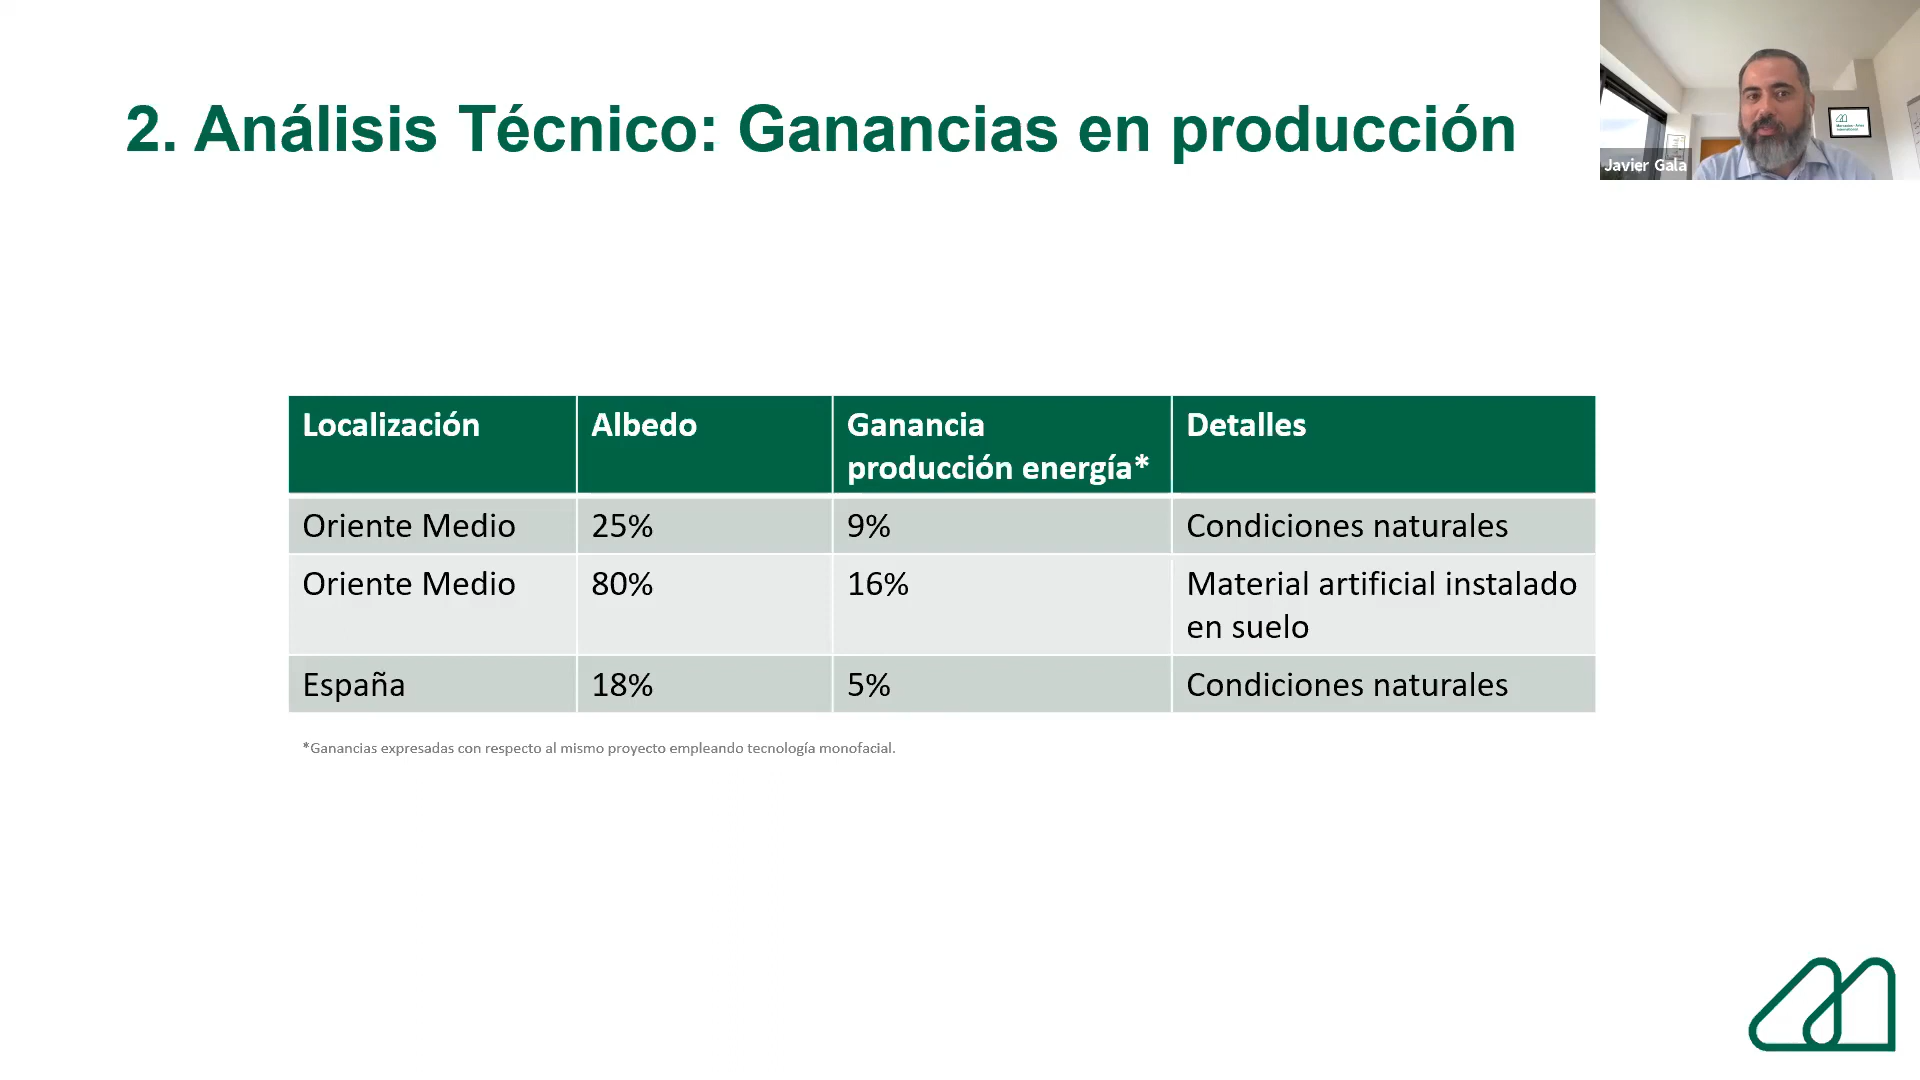 2. Análisis Técnico: Ganancias en producción
Javier Gala
Localización
Albedo
Ganancia
producción energía*
Detalles
Oriente Medio
25%
9%
Condiciones naturales
Oriente Medio
80%
16%
Material artificial instalado
en suelo
España
18%
5%
Condiciones naturales
*Ganancias expresadas con respecto al mismo proyecto empleando tecnología monofacial.